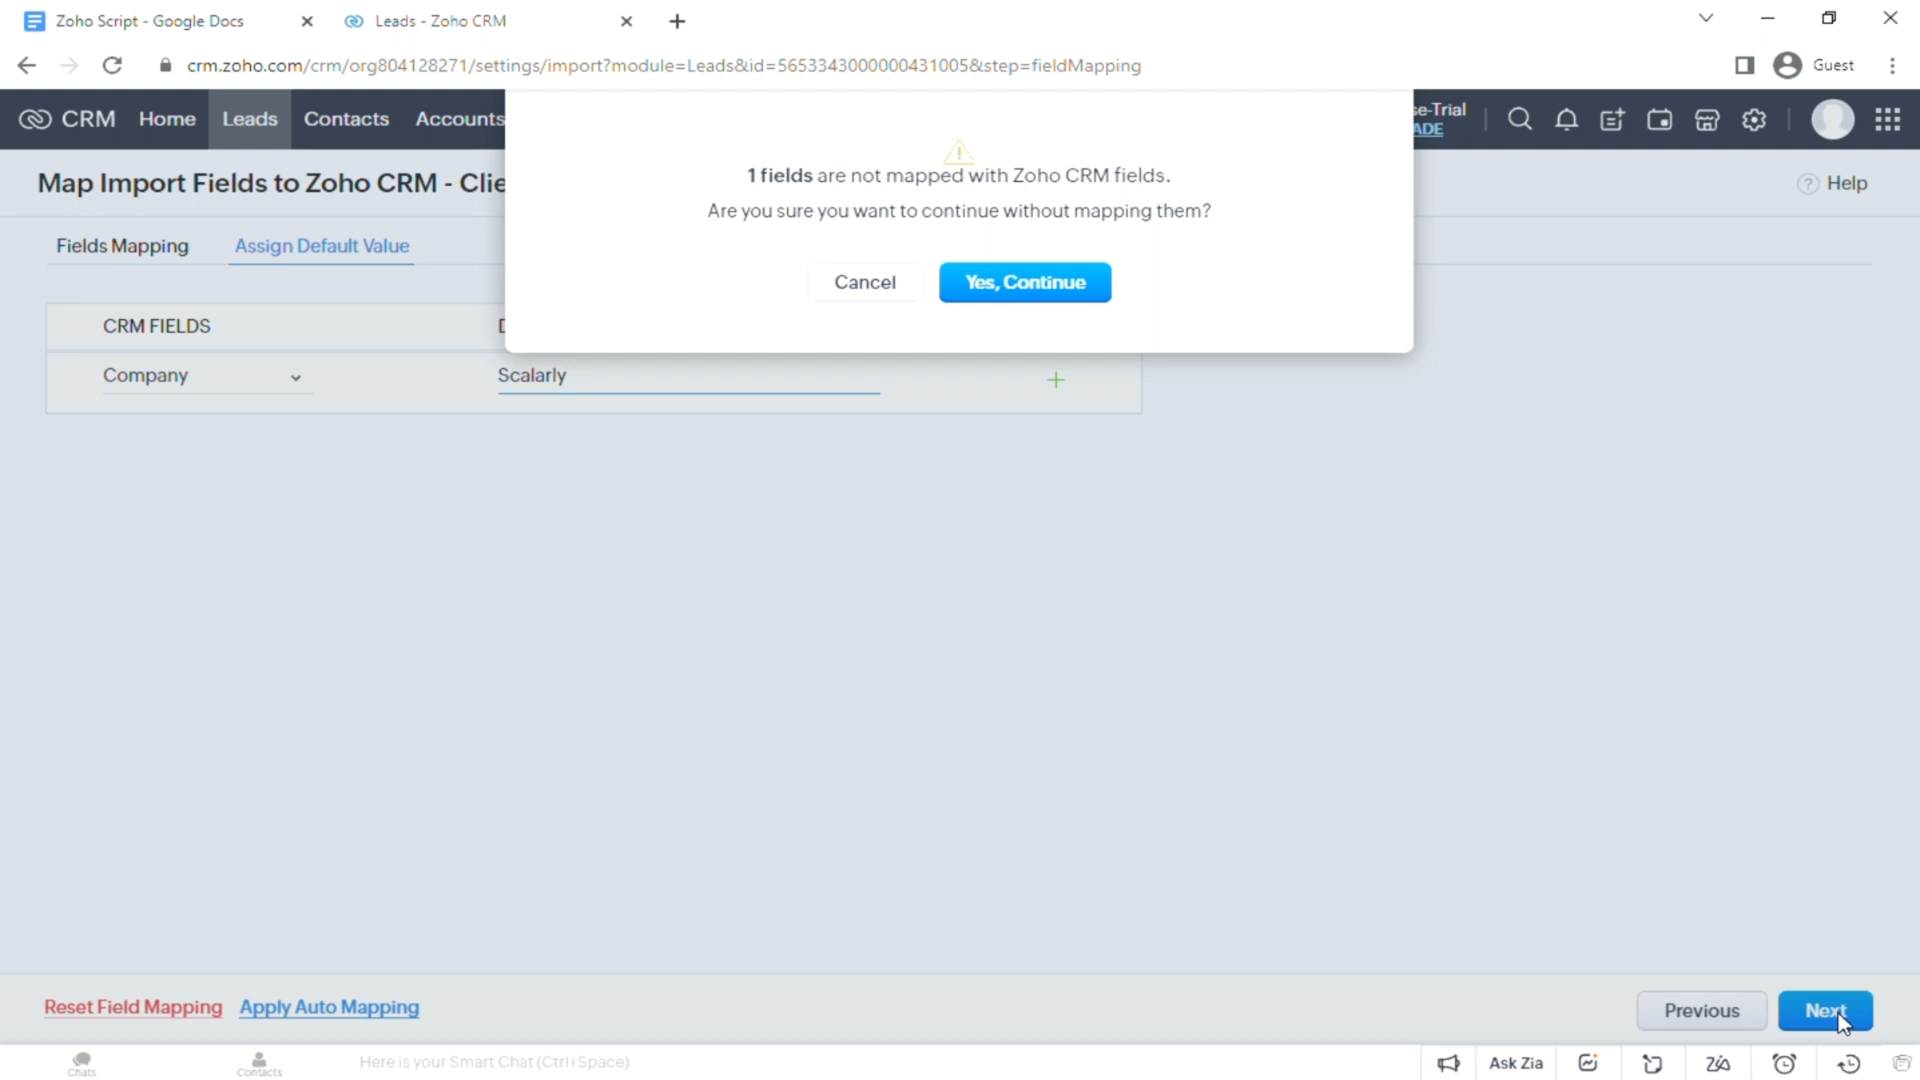 Zoho Script - Google Docs
Leads - Zoho CRM
crm.zoho.com/crm/org804128271/settings/import?module=Leads&id=5653343000000431005&step=fieldMapping
Guest
CRM
Home
Leads
Contacts
Accounts
se-Trial
ADE
Map Import Fields to Zoho CRM - Clie
Help
1 fields are not mapped with Zoho CRM fields.
Are you sure you want to continue without mapping them?
Cancel
Yes, Continue
Fields Mapping
Assign Default Value
CRM FIELDS
Company
Scalarly
Reset Field Mapping
Apply Auto Mapping
Previous
Next
Chats
Contacts
Here is your Smart Chat (Ctrl+Space)
Ask Zia